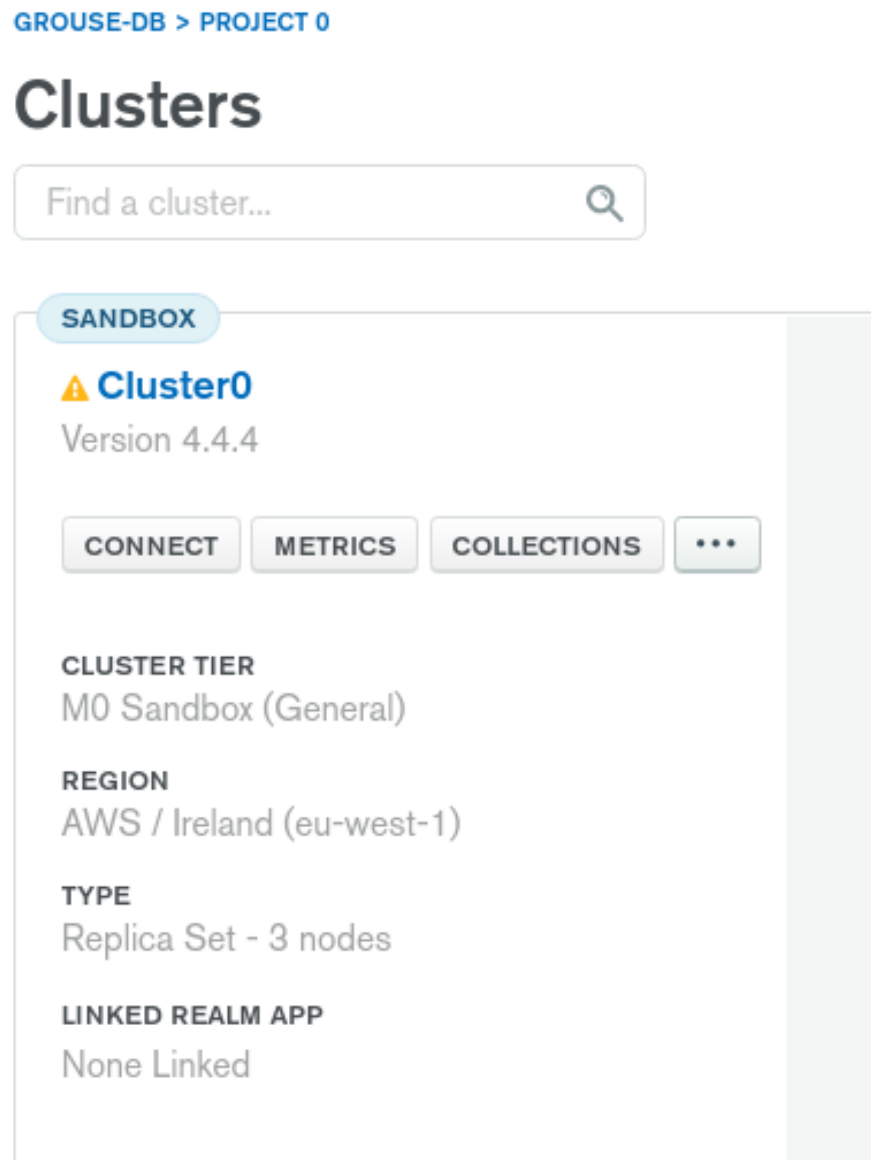 GROUSE-DB > PROJECT 0
Clusters
Find a cluster...
SANDBOX
Cluster0
Version 4.4.4
CONNECT METRICS COLLECTIONS ...
CLUSTER TIER
M0 Sandbox (General)
REGION
AWS / Ireland (eu-west-1)
TYPE
Replica Set - 3 nodes
LINKED REALM APP
None Linked